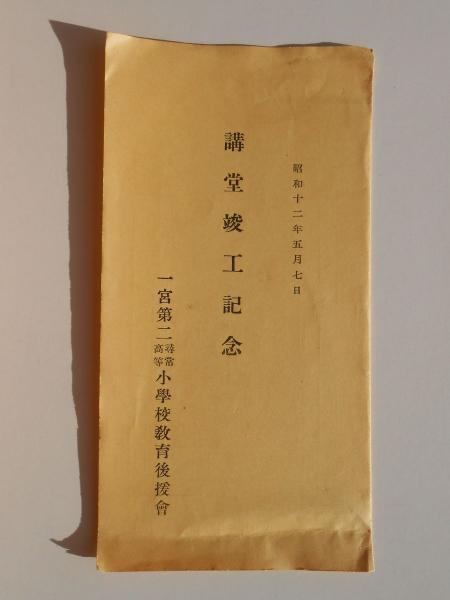 昭和十二年五月七日
講堂竣工記念
一宮第二尋常高等小學校教育後援會